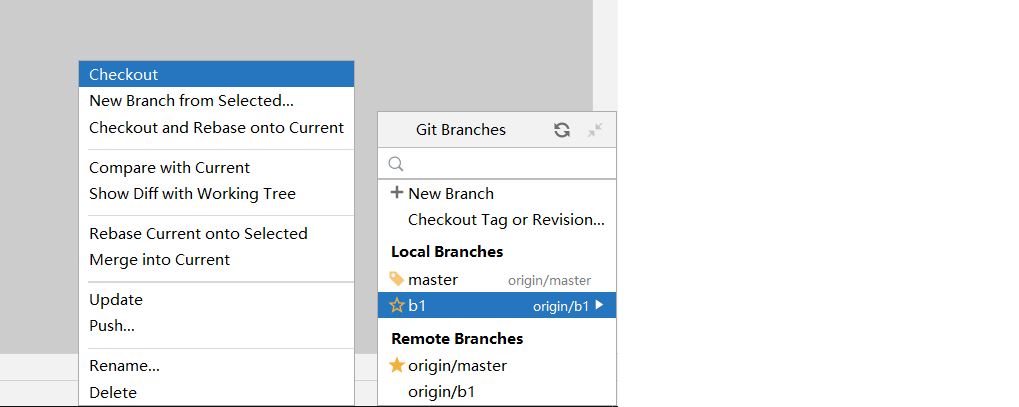 Checkout
New Branch from Selected...
Checkout and Rebase onto Current
Compare with Current
Show Diff with Working Tree
Rebase Current onto Selected
Merge into Current
Update
Push...
Rename...
Delete
Git Branches
New Branch
Checkout Tag or Revision...
Local Branches
master origin/master
b1 origin/b1
Remote Branches
origin/master
origin/b1